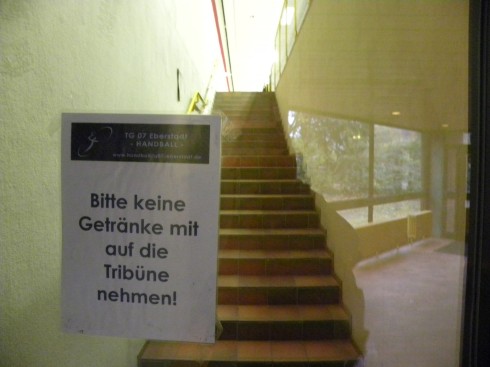 TG 07 Eberstadt
- HANDBALL -
Bitte keine
Getränke mit
auf die
Tribüne
nehmen!